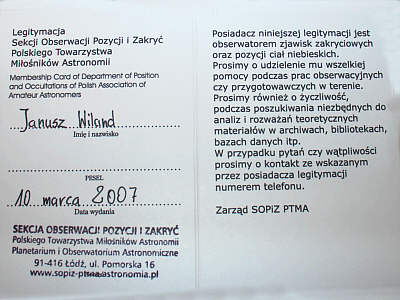 Legitymacja
Sekcji Obserwacji Pozycji i Zakryć
Polskiego Towarzystwa
Miłośników Astronomii
Membership Card of Department of Position
and Occultations of Polish Association of
Amateur Astronomers
Janusz Wiland
Imię i nazwisko
PESEL
10 marca 2007
Data wydania
SEKCJA OBSERWACJI POZYCJI I ZAKRYĆ
Polskiego Towarzystwa Miłośników Astronomii
Planetarium i Obserwatorium Astronomiczne
91-416 Łódź, ul. Pomorska 16
www.sopiz-ptma.astronomia.pl
Posiadacz niniejszej legitymacji jest
obserwatorem zjawisk zakryciowych
oraz pozycji ciał niebieskich.
Prosimy o udzielenie mu wszelkiej
pomocy podczas prac obserwacyjnych
czy przygotowawczych w terenie.
Prosimy również o życzliwość,
podczas poszukiwania niezbędnych do
analiz i rozważań teoretycznych
materiałów w archiwach, bibliotekach,
bazach danych itp.
W przypadku pytań czy wątpliwości
prosimy o kontakt ze wskazanym
przez posiadacza legitymacji
numerem telefonu.
Zarząd SOPiZ PTMA